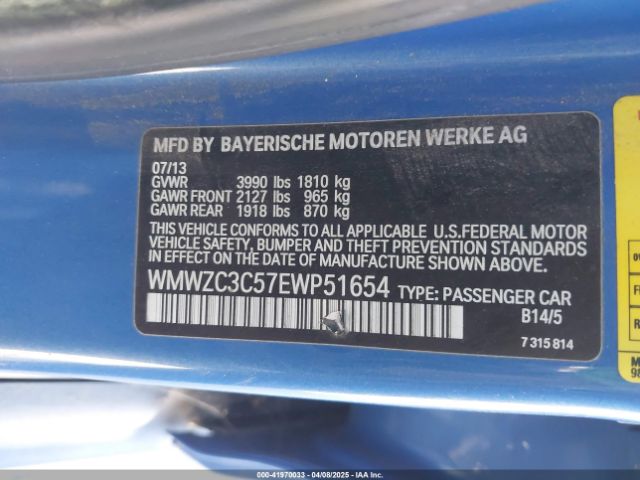 MFD BY BAYERISCHE MOTOREN WERKE AG
07/13
GVWR 3990 lbs 1810 kg
GAWR FRONT 2127 lbs 965 kg
GAWR REAR 1918 lbs 870 kg
THIS VEHICLE CONFORMS TO ALL APPLICABLE U.S.FEDERAL MOTOR
VEHICLE SAFETY, BUMPER AND THEFT PREVENTION STANDARDS
IN EFFECT ON THE DATE OF MANUFACTURE SHOWN ABOVE.
WMWZC3C57EWP51654 TYPE: PASSENGER CAR
B14/5
7 315 814
000-41970033 - 04/08/2025 - IAAI.COM